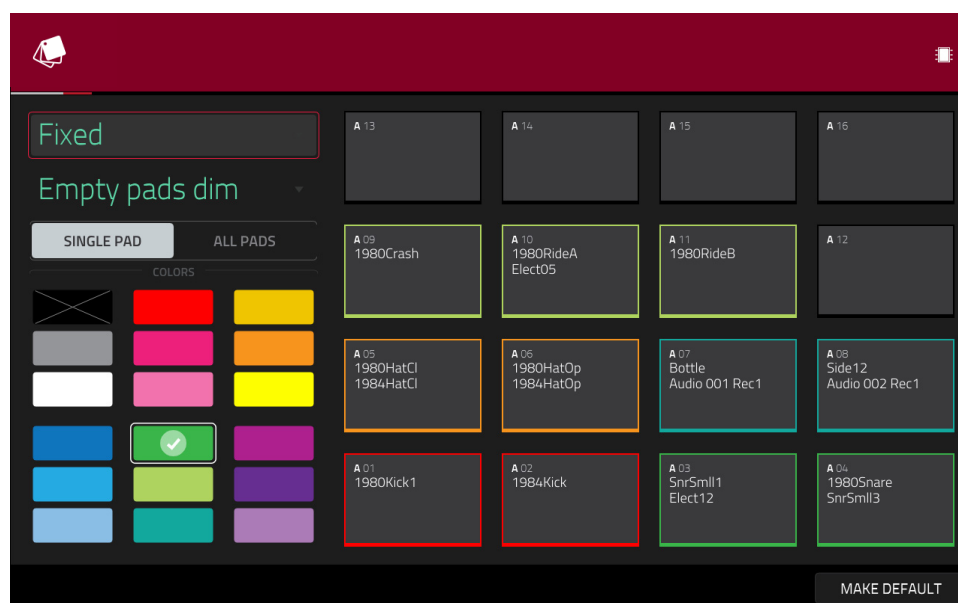 Fixed
Empty pads dim
SINGLE PAD
ALL PADS
COLORS
A 13
A 14
A 15
A 16
A 09
1980Crash
A 10
1980RideA
Elect05
A 11
1980RideB
A 12
A 05
1980HatCl
1984HatCl
A 06
1980HatOp
1984HatOp
A 07
Bottle
Audio 001 Rec1
A 08
Side12
Audio 002 Rec1
A 01
1980Kick1
A 02
1984Kick
A 03
SnrSmll1
Elect12
A 04
1980Snare
SnrSmll3
MAKE DEFAULT